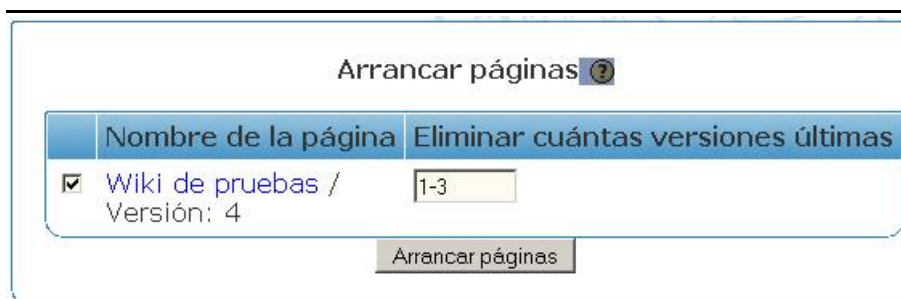 Arrancar páginas ?
Nombre de la página Eliminar cuántas versiones últimas
Wiki de pruebas / 1-3
Versión: 4
Arrancar páginas